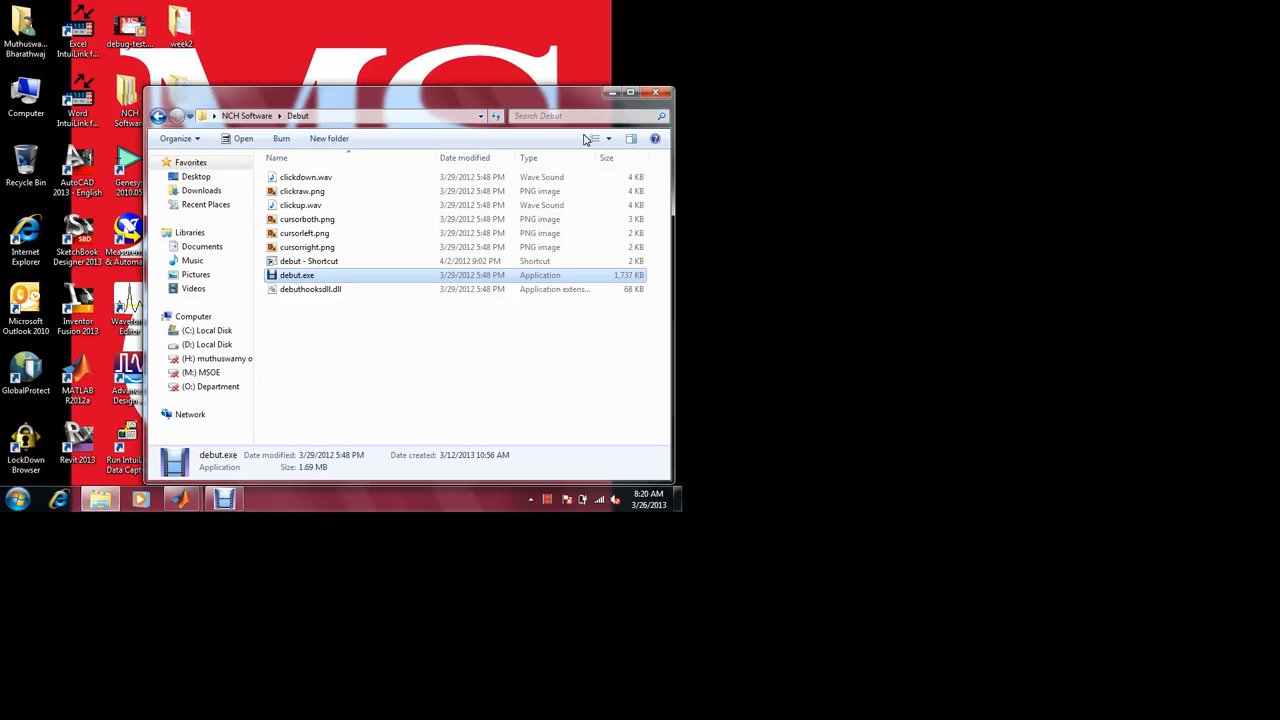 Muthuswa...
Bharathwaj
Excel
IntuiLink f...
debug-test....
week2
Computer
Word
IntuiLink f...
NCH
Softwar
Recycle Bin
AutoCAD
2013 - English
Genesy
2010.05
Internet
Explorer
SketchBook
Designer 2013
Measure
& Automa
Microsoft
Outlook 2010
Inventor
Fusion 2013
Wavefor
Editor
GlobalProtect
MATLAB
R2012a
Advan
Design
LockDown
Browser
Revit 2013
Run IntuiL
Data Capt
MS
NCH Software
Debut
Search Debut
Organize
Open
Burn
New folder
Favorites
Desktop
Downloads
Recent Places
Libraries
Documents
Music
Pictures
Videos
Computer
(C:) Local Disk
(D:) Local Disk
(H:) muthuswamy o
(M:) MSOE
(O:) Department
Network
Name Date modified Type Size
clickdown.wav 3/29/2012 5:48 PM Wave Sound 4 KB
clickraw.png 3/29/2012 5:48 PM PNG image 4 KB
clickup.wav 3/29/2012 5:48 PM Wave Sound 4 KB
cursorboth.png 3/29/2012 5:48 PM PNG image 3 KB
cursorleft.png 3/29/2012 5:48 PM PNG image 2 KB
cursorright.png 3/29/2012 5:48 PM PNG image 2 KB
debut - Shortcut 4/2/2012 9:02 PM Shortcut 2 KB
debut.exe 3/29/2012 5:48 PM Application 1,737 KB
debuthooksdll.dll 3/29/2012 5:48 PM Application extens... 68 KB
debut.exe Date modified: 3/29/2012 5:48 PM Date created: 3/12/2013 10:56 AM
Application Size: 1.69 MB
8:20 AM
3/26/2013